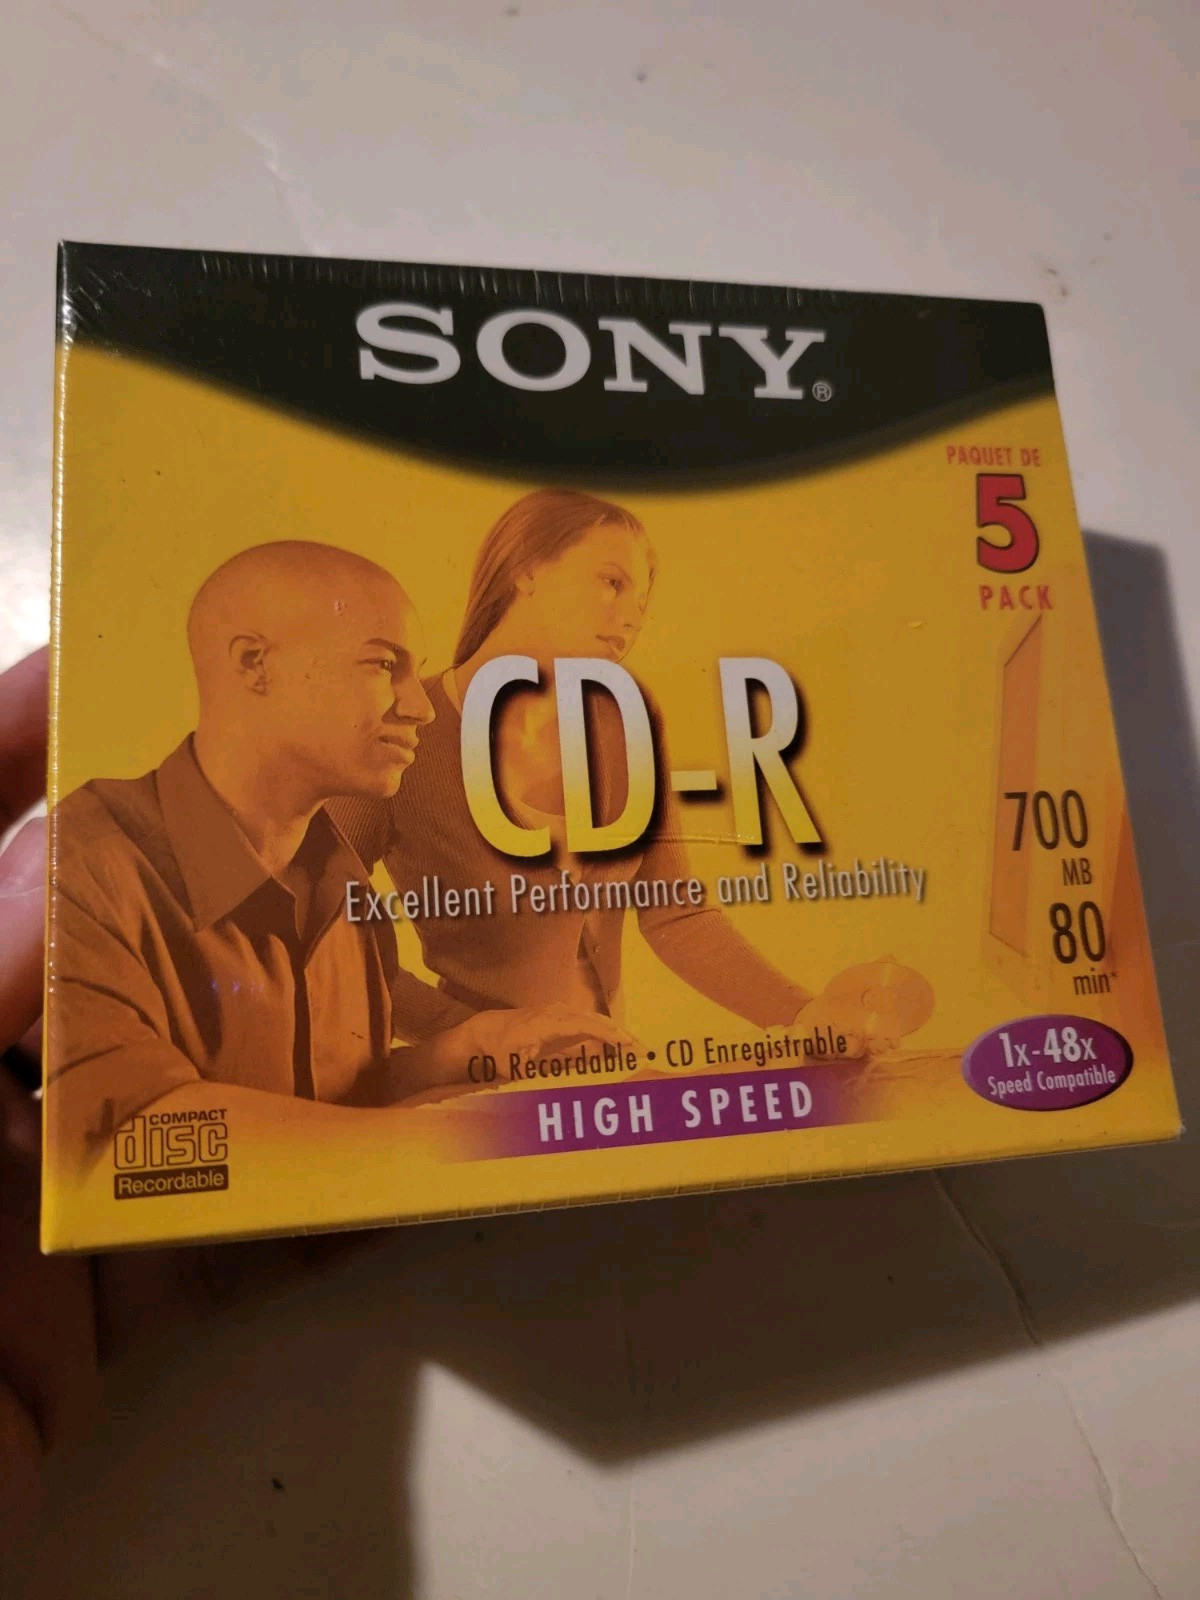 SONY®
PAQUET DE
5
PACK
CD-R
Excellent Performance and Reliability
700
MB
80
min*
CD Recordable • CD Enregistrable
HIGH SPEED
1x-48x
Speed Compatible
COMPACT
disc
Recordable